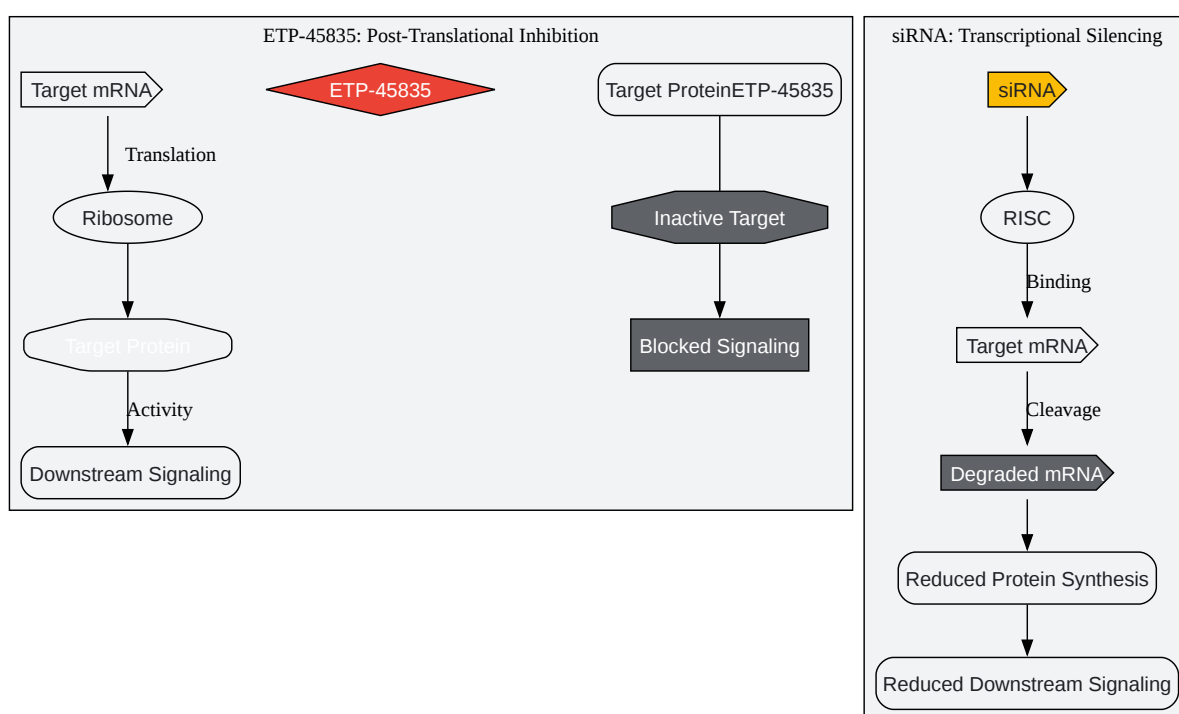 ETP-45835: Post-Translational Inhibition
Target mRNA
ETP-45835
Target ProteinETP-45835
Translation
Ribosome
Inactive Target
Target Protein
Blocked Signaling
Activity
Downstream Signaling
siRNA: Transcriptional Silencing
siRNA
RISC
Binding
Target mRNA
Cleavage
Degraded mRNA
Reduced Protein Synthesis
Reduced Downstream Signaling